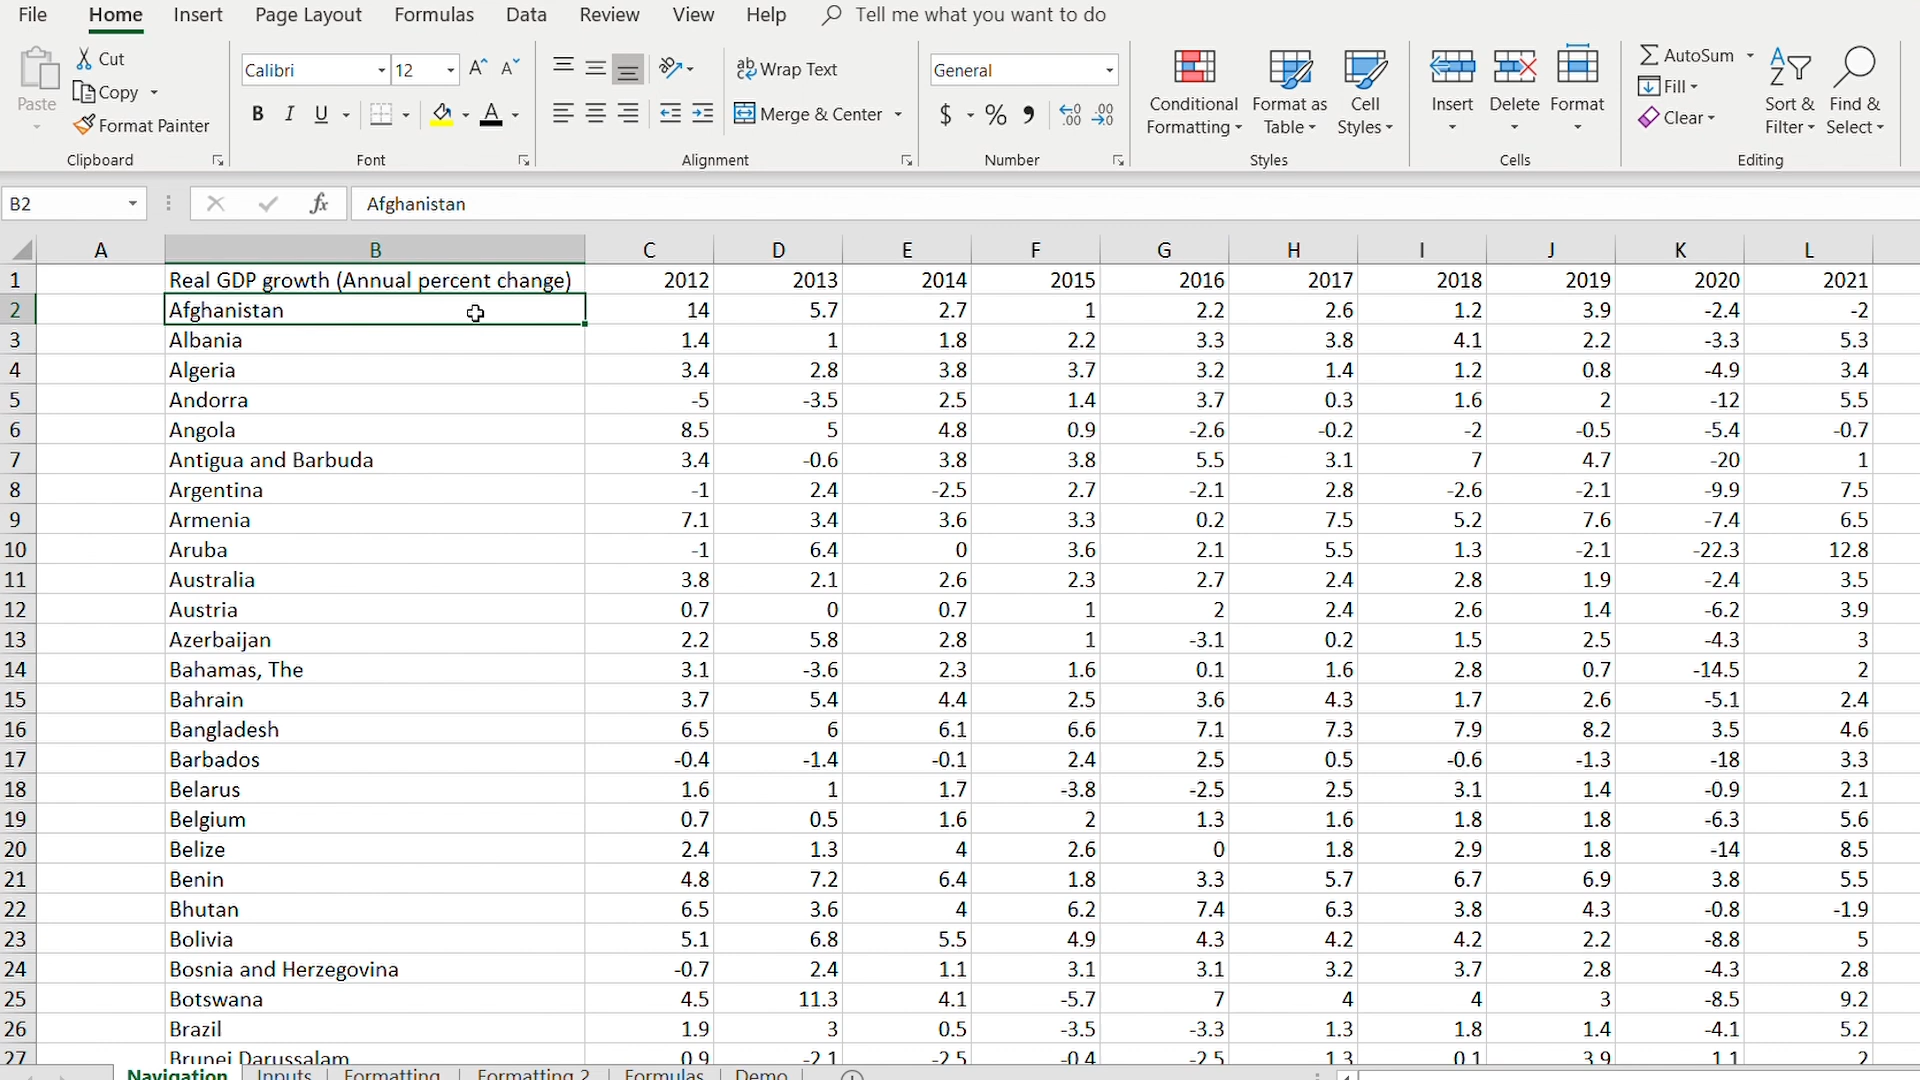 File Home Insert Page Layout Formulas Data Review View Help Tell me what you want to do
Paste
Cut
Copy
Format Painter
Clipboard
Calibri 12 A A
B I U A
Font
ab Wrap Text
Merge & Center
Alignment
General
$ % , .00 .00
Number
Conditional Formatting
Format as Table
Cell Styles
Styles
Insert Delete Format
Cells
AutoSum
Fill
Clear
Sort & Filter
Find & Select
Editing
B2 fx Afghanistan
A B C D E F G H I J K L
1 Real GDP growth (Annual percent change) 2012 2013 2014 2015 2016 2017 2018 2019 2020 2021
2 Afghanistan 14 5.7 2.7 1 2.2 2.6 1.2 3.9 -2.4 -2
3 Albania 1.4 1 1.8 2.2 3.3 3.8 4.1 2.2 -3.3 5.3
4 Algeria 3.4 2.8 3.8 3.7 3.2 1.4 1.2 0.8 -4.9 3.4
5 Andorra -5 -3.5 2.5 1.4 3.7 0.3 1.6 2 -12 5.5
6 Angola 8.5 5 4.8 0.9 -2.6 -0.2 -2 -0.5 -5.4 -0.7
7 Antigua and Barbuda 3.4 -0.6 3.8 3.8 5.5 3.1 7 4.7 -20 1
8 Argentina -1 2.4 -2.5 2.7 -2.1 2.8 -2.6 -2.1 -9.9 7.5
9 Armenia 7.1 3.4 3.6 3.3 0.2 7.5 5.2 7.6 -7.4 6.5
10 Aruba -1 6.4 0 3.6 2.1 5.5 1.3 -2.1 -22.3 12.8
11 Australia 3.8 2.1 2.6 2.3 2.7 2.4 2.8 1.9 -2.4 3.5
12 Austria 0.7 0 0.7 1 2 2.4 2.6 1.4 -6.2 3.9
13 Azerbaijan 2.2 5.8 2.8 1 -3.1 0.2 1.5 2.5 -4.3 3
14 Bahamas, The 3.1 -3.6 2.3 1.6 0.1 1.6 2.8 0.7 -14.5 2
15 Bahrain 3.7 5.4 4.4 2.5 3.6 4.3 1.7 2.6 -5.1 2.4
16 Bangladesh 6.5 6 6.1 6.6 7.1 7.3 7.9 8.2 3.5 4.6
17 Barbados -0.4 -1.4 -0.1 2.4 2.5 0.5 -0.6 -1.3 -18 3.3
18 Belarus 1.6 1 1.7 -3.8 -2.5 2.5 3.1 1.4 -0.9 2.1
19 Belgium 0.7 0.5 1.6 2 1.3 1.6 1.8 1.8 -6.3 5.6
20 Belize 2.4 1.3 4 2.6 0 1.8 2.9 1.8 -14 8.5
21 Benin 4.8 7.2 6.4 1.8 3.3 5.7 6.7 6.9 3.8 5.5
22 Bhutan 6.5 3.6 4 6.2 7.4 6.3 3.8 4.3 -0.8 -1.9
23 Bolivia 5.1 6.8 5.5 4.9 4.3 4.2 4.2 2.2 -8.8 5
24 Bosnia and Herzegovina -0.7 2.4 1.1 3.1 3.1 3.2 3.7 2.8 -4.3 2.8
25 Botswana 4.5 11.3 4.1 -5.7 7 4 4 3 -8.5 9.2
26 Brazil 1.9 3 0.5 -3.5 -3.3 1.3 1.8 1.4 -4.1 5.2
27 Brunei Darussalam 0.9 -2.1 -2.5 -0.4 -2.5 1.3 0.1 3.9 1.1 2
Navigation Inputs Formatting Formatting 2 Formulas Demo